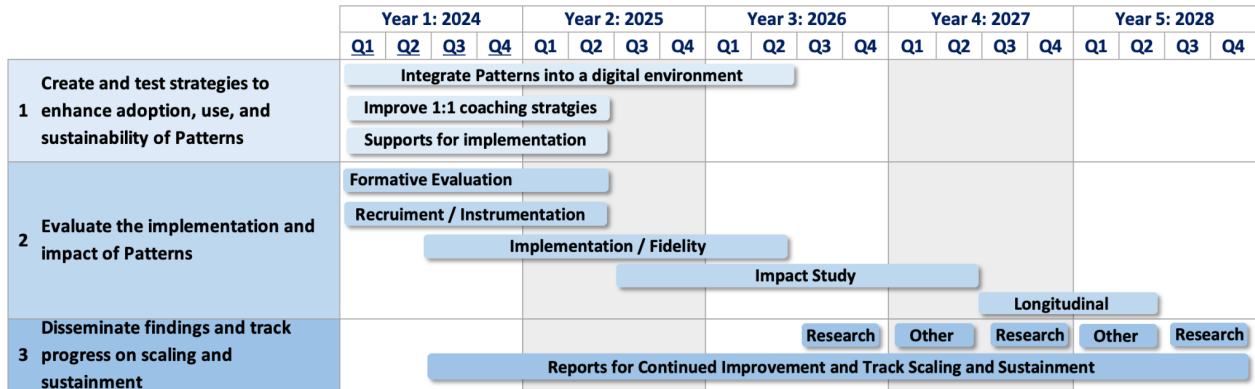 Year 1: 2024 Year 2: 2025 Year 3: 2026 Year 4: 2027 Year 5: 2028
Q1 Q2 Q3 Q4 Q1 Q2 Q3 Q4 Q1 Q2 Q3 Q4 Q1 Q2 Q3 Q4 Q1 Q2 Q3 Q4
1 Create and test strategies to
enhance adoption, use, and
sustainability of Patterns
Integrate Patterns into a digital environment
Improve 1:1 coaching stratgies
Supports for implementation
2 Evaluate the implementation and
impact of Patterns
Formative Evaluation
Recruiment / Instrumentation
Implementation / Fidelity
Impact Study
Longitudinal
3 Disseminate findings and track
progress on scaling and
sustainment
Research Other Research Other Research
Reports for Continued Improvement and Track Scaling and Sustainment